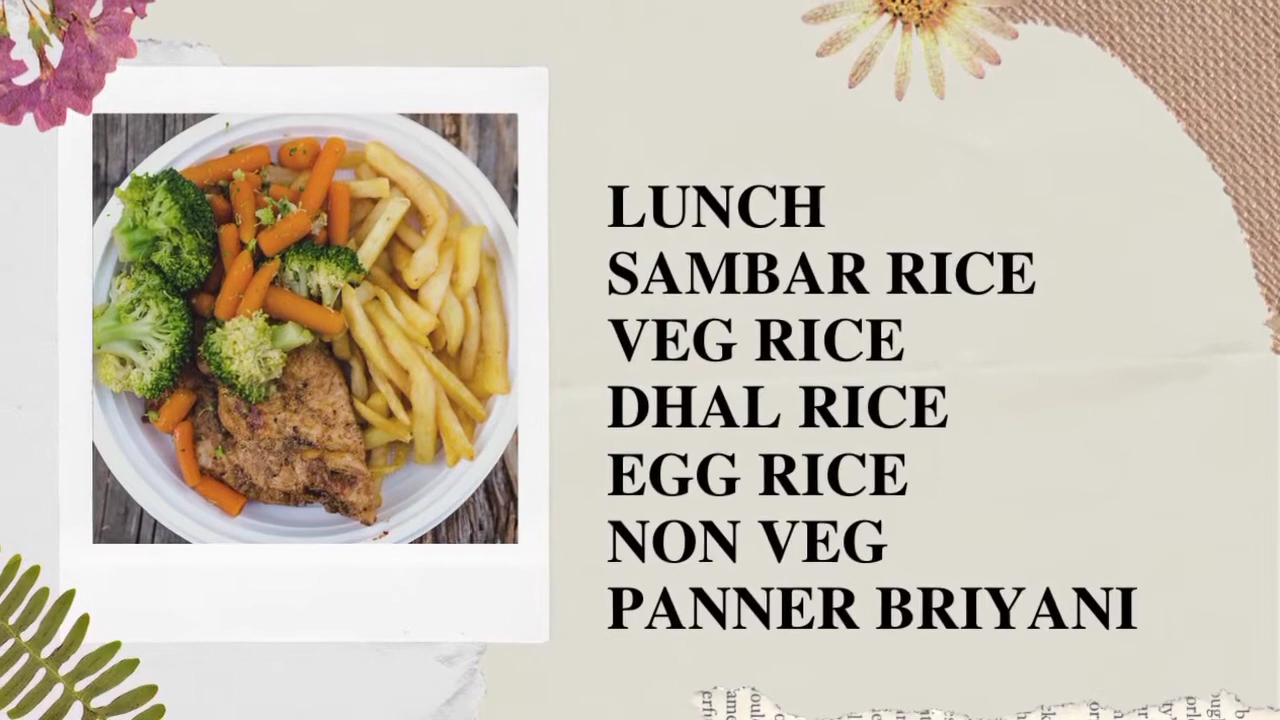 LUNCH
SAMBAR RICE
VEG RICE
DHAL RICE
EGG RICE
NON VEG
PANNER BRIYANI